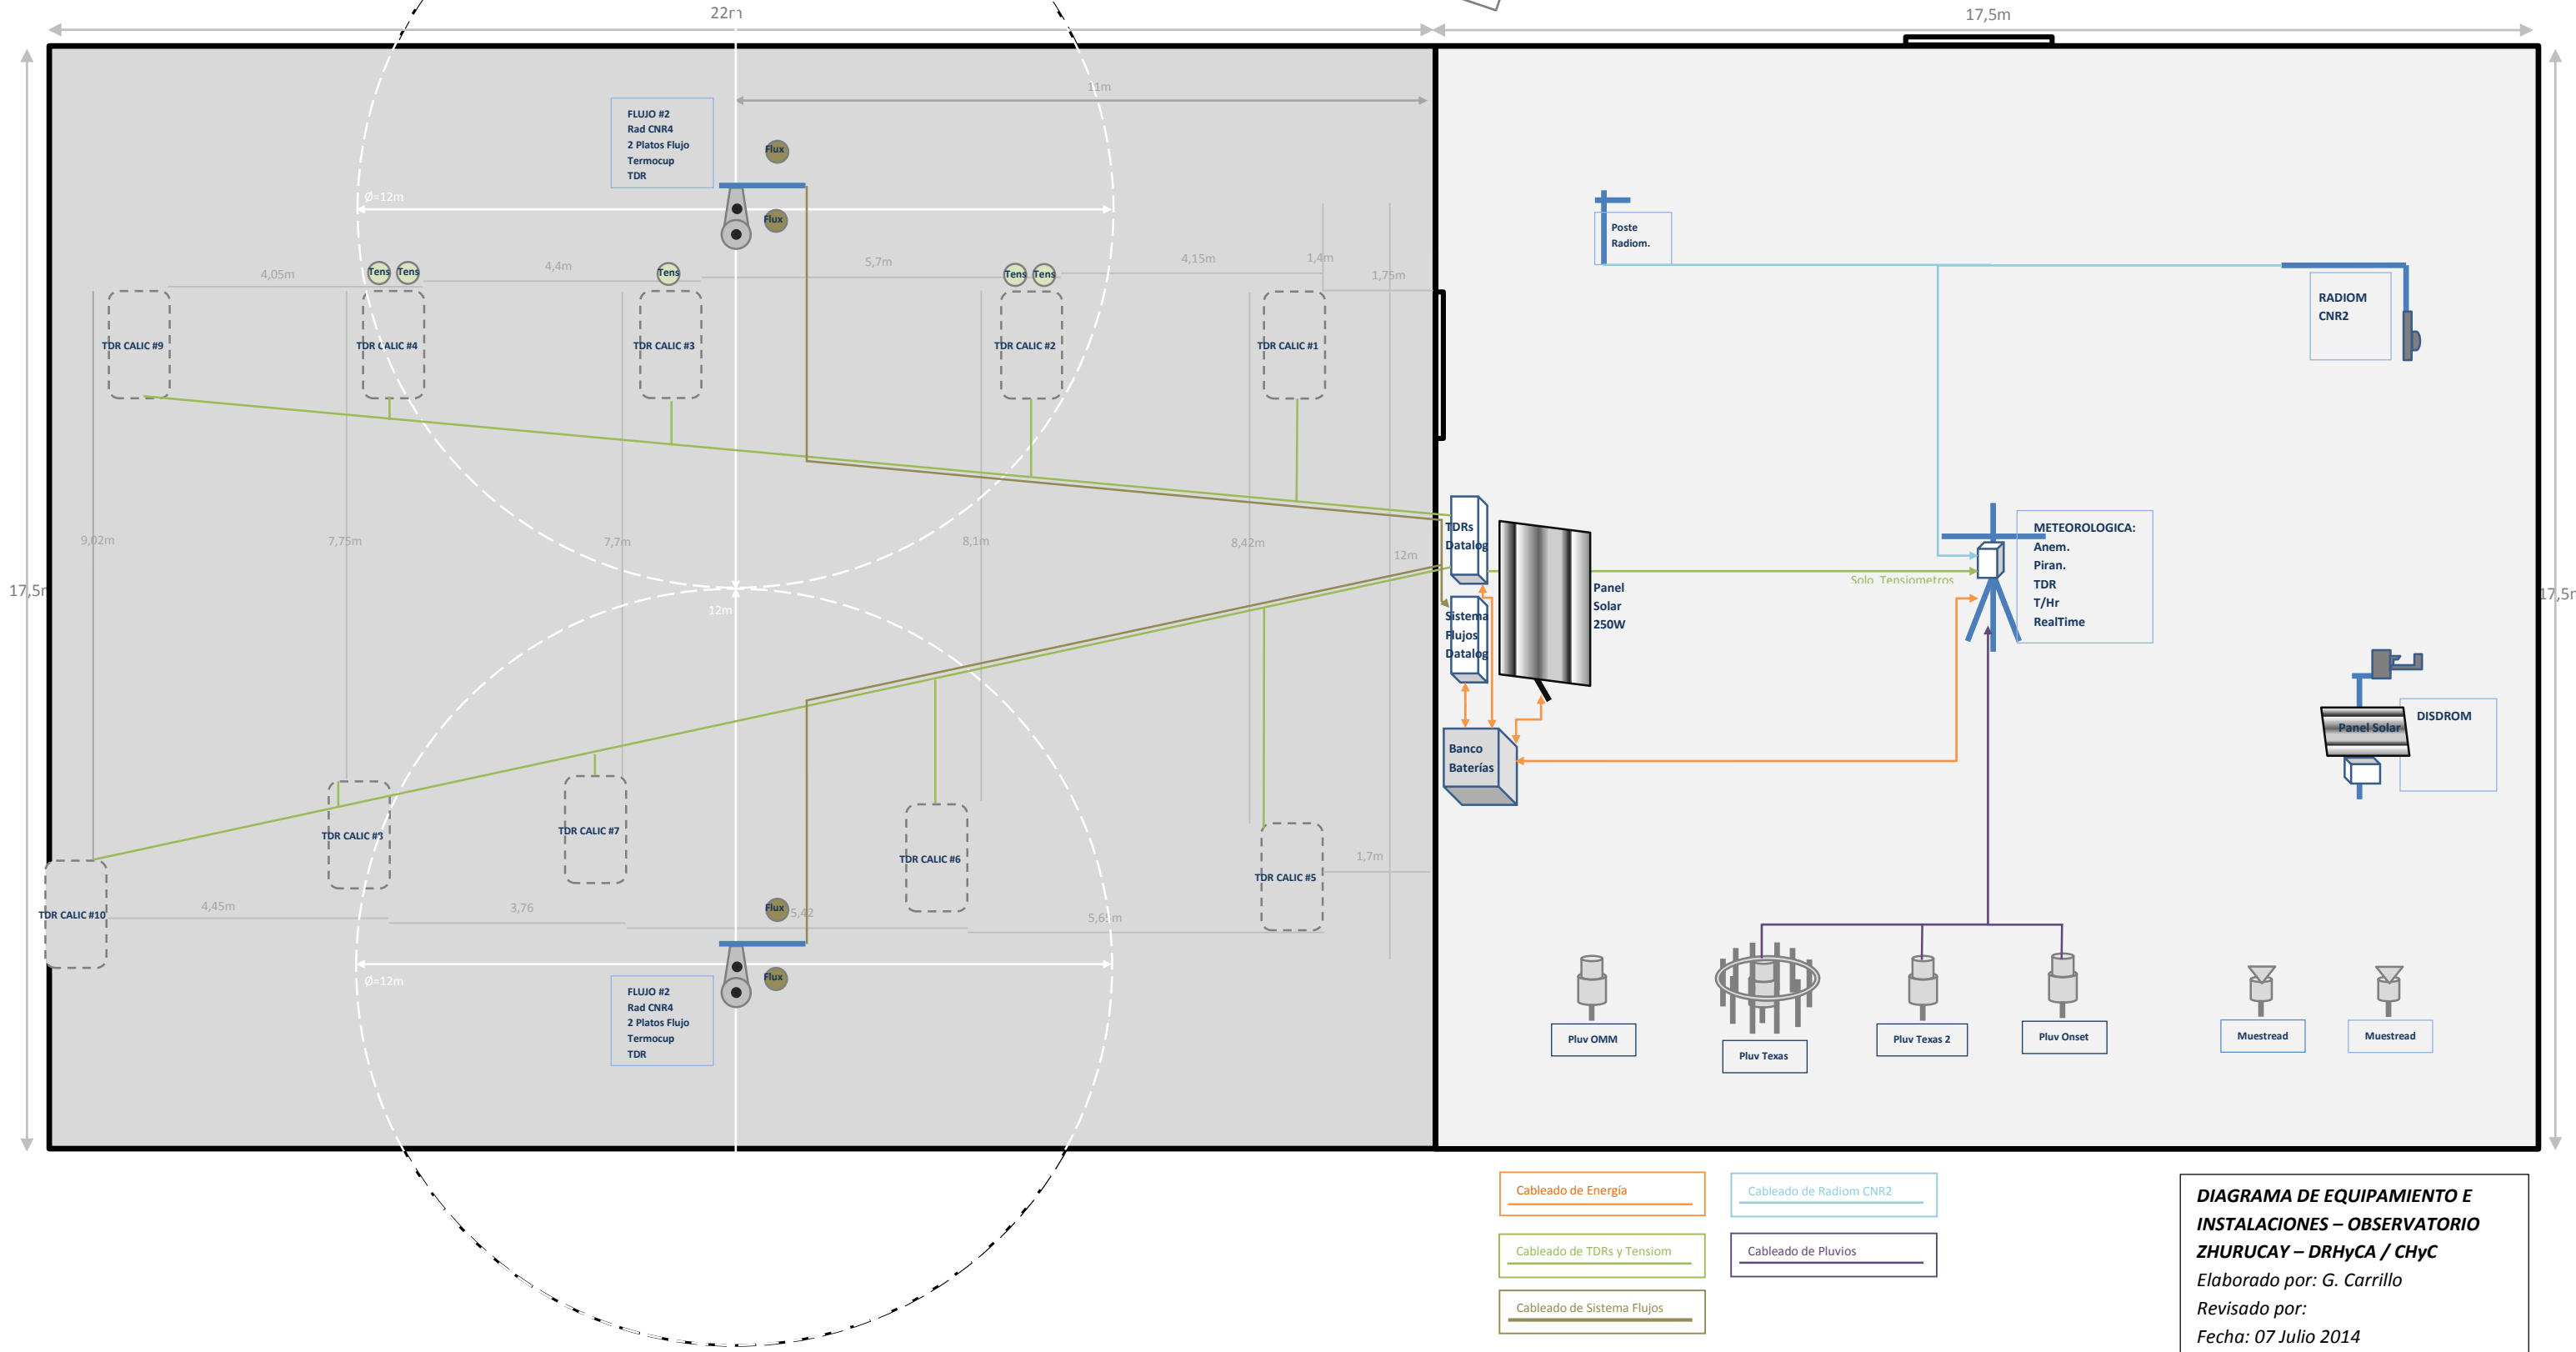 22m
17,5m
11m
FLUJO #2
Rad CNR4
2 Platos Flujo
Termocup
TDR
Flux
Flux
Ø=12m
4,05m
Tens
Tens
4,4m
Tens
5,7m
Tens
Tens
4,15m
1,4m
1,75m
Poste
Radiom.
RADIOM
CNR2
TDR CALIC #9
TDR CALIC #4
TDR CALIC #3
TDR CALIC #2
TDR CALIC #1
9,02m
7,75m
7,7m
8,1m
8,42m
12m
17,5m
12m
TDRs
Datalog
Sistema
Flujos
Datalog
Panel
Solar
250W
Solo Tensiometros
METEOROLOGICA:
Anem.
Piran.
TDR
T/Hr
RealTime
17,5m
Banco
Baterías
Panel Solar
DISDROM
TDR CALIC
TDR CALIC #7
TDR CALIC #6
TDR CALIC #5
1,7m
TDR CALIC #10
4,45m
3,76
Flux
5,42
5,61m
Flux
Ø=12m
FLUJO #2
Rad CNR4
2 Platos Flujo
Termocup
TDR
Pluv OMM
Pluv Texas
Pluv Texas 2
Pluv Onset
Muestread
Muestread
Cableado de Energía
Cableado de Radiom CNR2
Cableado de TDRs y Tensiom
Cableado de Pluvios
Cableado de Sistema Flujos
DIAGRAMA DE EQUIPAMIENTO E
INSTALACIONES – OBSERVATORIO
ZHURUCAY – DRHyCA / CHyC
Elaborado por: G. Carrillo
Revisado por:
Fecha: 07 Julio 2014